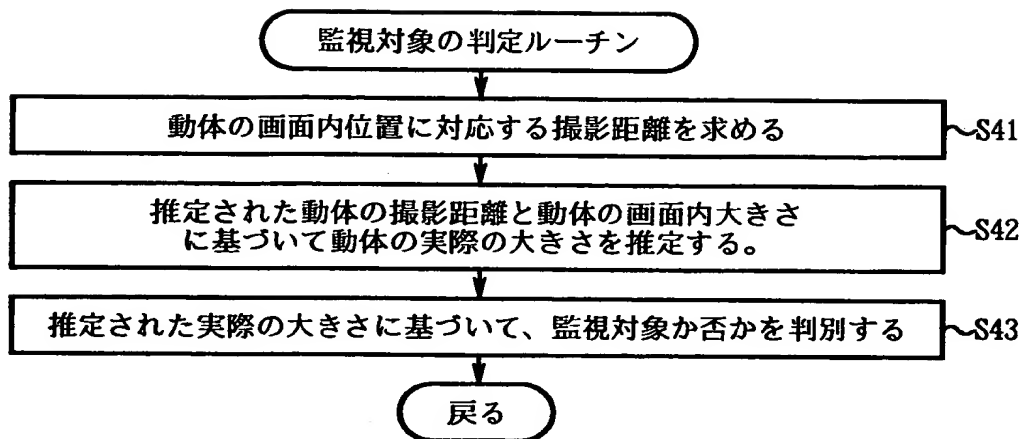 監視対象の判定ルーチン
動体の画面内位置に対応する撮影距離を求める
S41
推定された動体の撮影距離と動体の画面内大きさ
に基づいて動体の実際の大きさを推定する。
S42
推定された実際の大きさに基づいて、監視対象か否かを判別する
S43
戻る